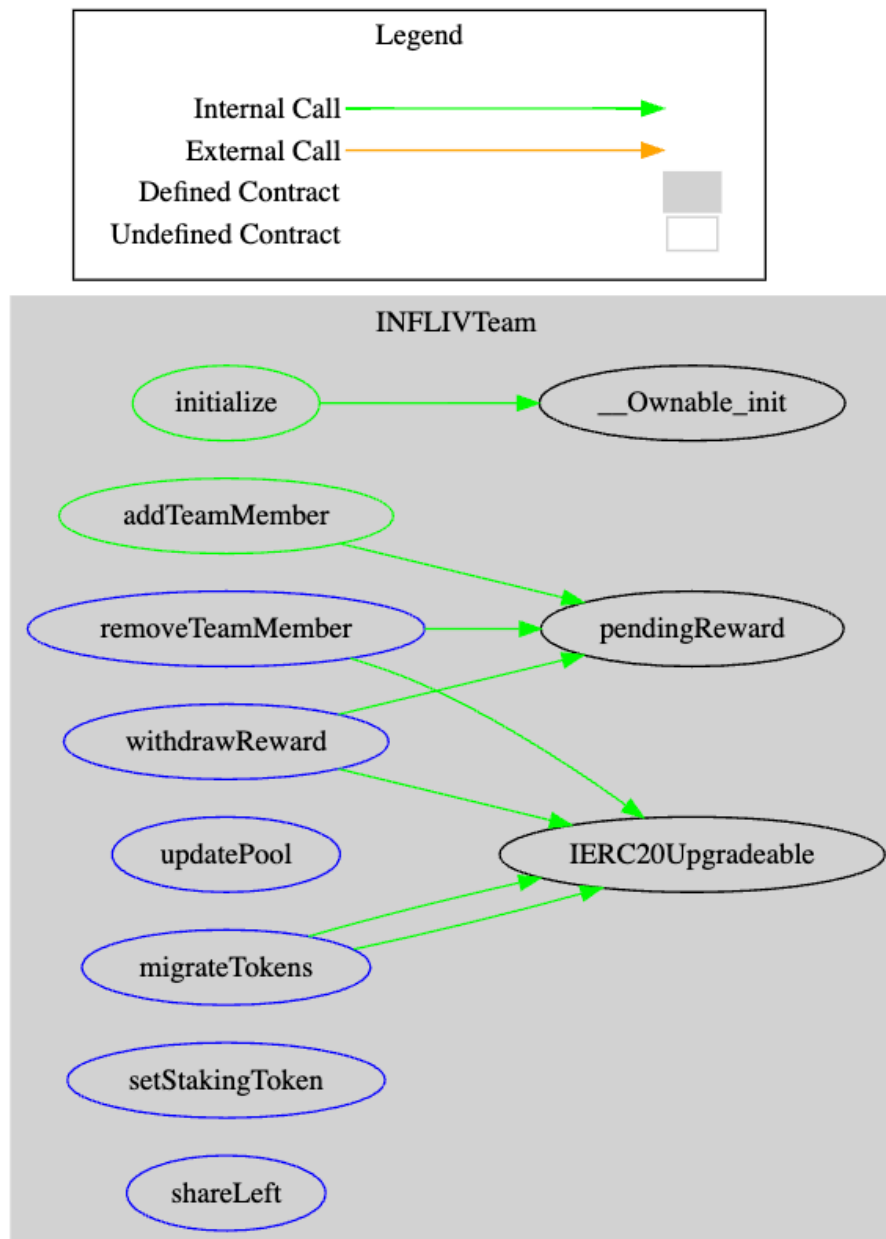 Legend
Internal Call
External Call
Defined Contract
Undefined Contract
INFLIVTeam
initialize
__Ownable_init
addTeamMember
removeTeamMember
pendingReward
withdrawReward
updatePool
IERC20Upgradeable
migrateTokens
setStakingToken
shareLeft